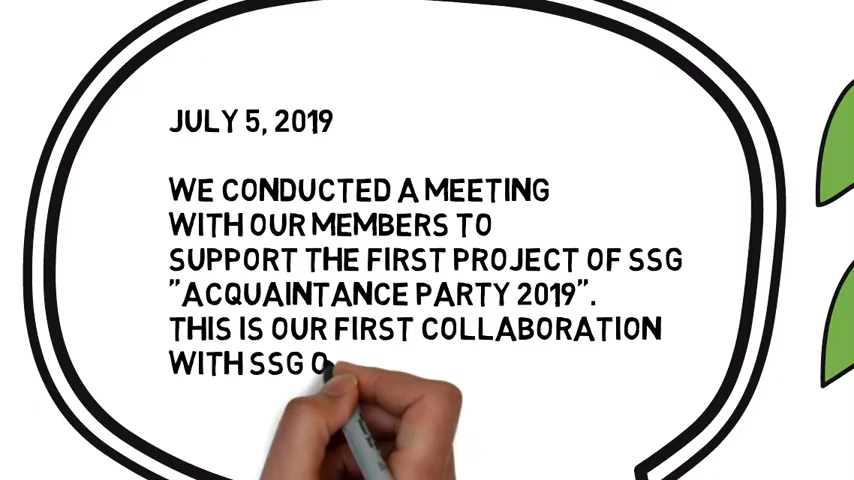 JULY 5, 2019
WE CONDUCTED A MEETING
WITH OUR MEMBERS TO
SUPPORT THE FIRST PROJECT OF SSG
"ACQUAINTANCE PARTY 2019".
THIS IS OUR FIRST COLLABORATION
WITH SSG